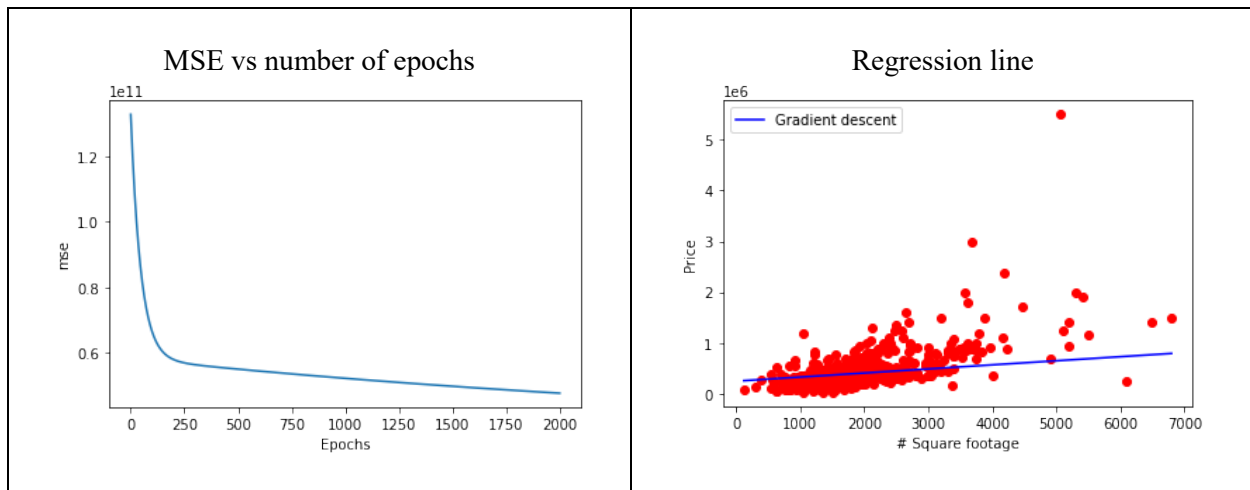 MSE vs number of epochs
1e11
1.2
1.0
0.8
0.6
mse
0 250 500 750 1000 1250 1500 1750 2000
Epochs
Regression line
1e6
Gradient descent
5
4
3
2
1
0
Price
0 1000 2000 3000 4000 5000 6000 7000
# Square footage